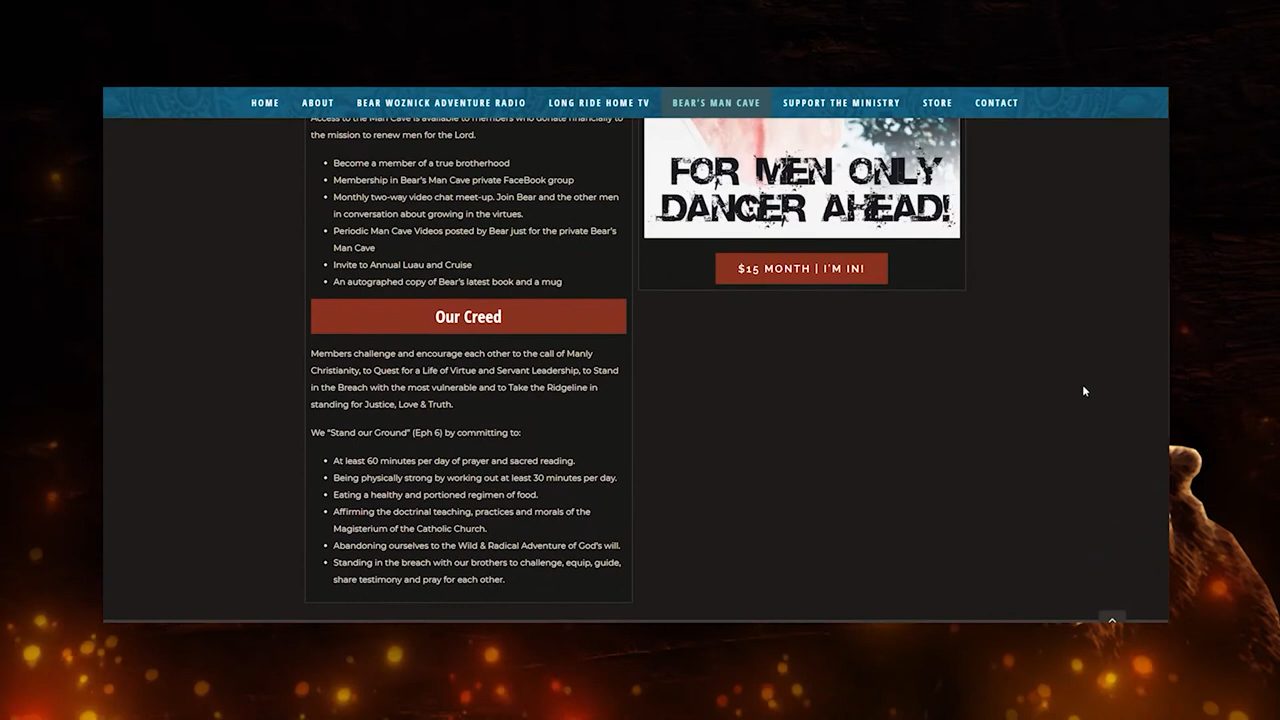 HOME ABOUT BEAR WOZNICK ADVENTURE RADIO LONG RIDE HOME TV BEAR'S MAN CAVE SUPPORT THE MINISTRY STORE CONTACT
Access to the Man Cave is available to members who donate financially to
the mission to renew men for the Lord.
• Become a member of a true brotherhood
• Membership in Bear's Man Cave private FaceBook group
• Monthly two-way video chat meet-up. Join Bear and the other men
in conversation about growing in the virtues.
• Periodic Man Cave Videos posted by Bear just for the private Bear's
Man Cave
• Invite to Annual Luau and Cruise
• An autographed copy of Bear's latest book and a mug
Our Creed
Members challenge and encourage each other to the call of Manly
Christianity, to Quest for a Life of Virtue and Servant Leadership, to Stand
in the Breach with the most vulnerable and to Take the Ridgeline in
standing for Justice, Love & Truth.
We "Stand our Ground" (Eph 6) by committing to:
• At least 60 minutes per day of prayer and sacred reading.
• Being physically strong by working out at least 30 minutes per day.
• Eating a healthy and portioned regimen of food.
• Affirming the doctrinal teaching, practices and morals of the
Magisterium of the Catholic Church.
• Abandoning ourselves to the Wild & Radical Adventure of God's will.
• Standing in the breach with our brothers to challenge, equip, guide,
share testimony and pray for each other.
FOR MEN ONLY
DANGER AHEAD!
$15 MONTH | I'M IN!